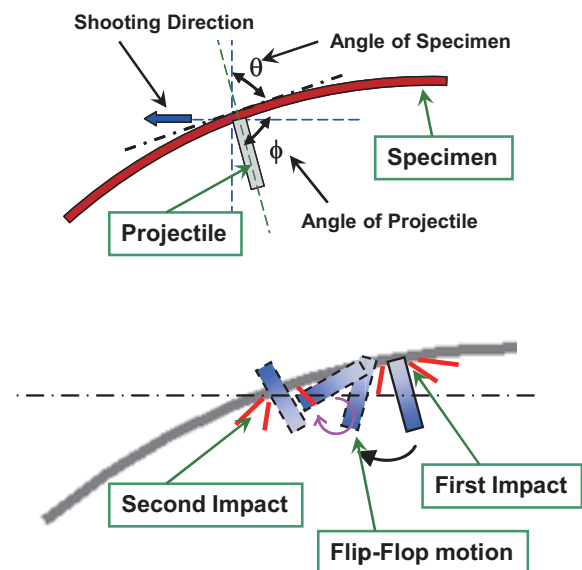 Shooting Direction
Angle of Specimen
θ
Specimen
ϕ
Projectile
Angle of Projectile
Second Impact
First Impact
Flip-Flop motion